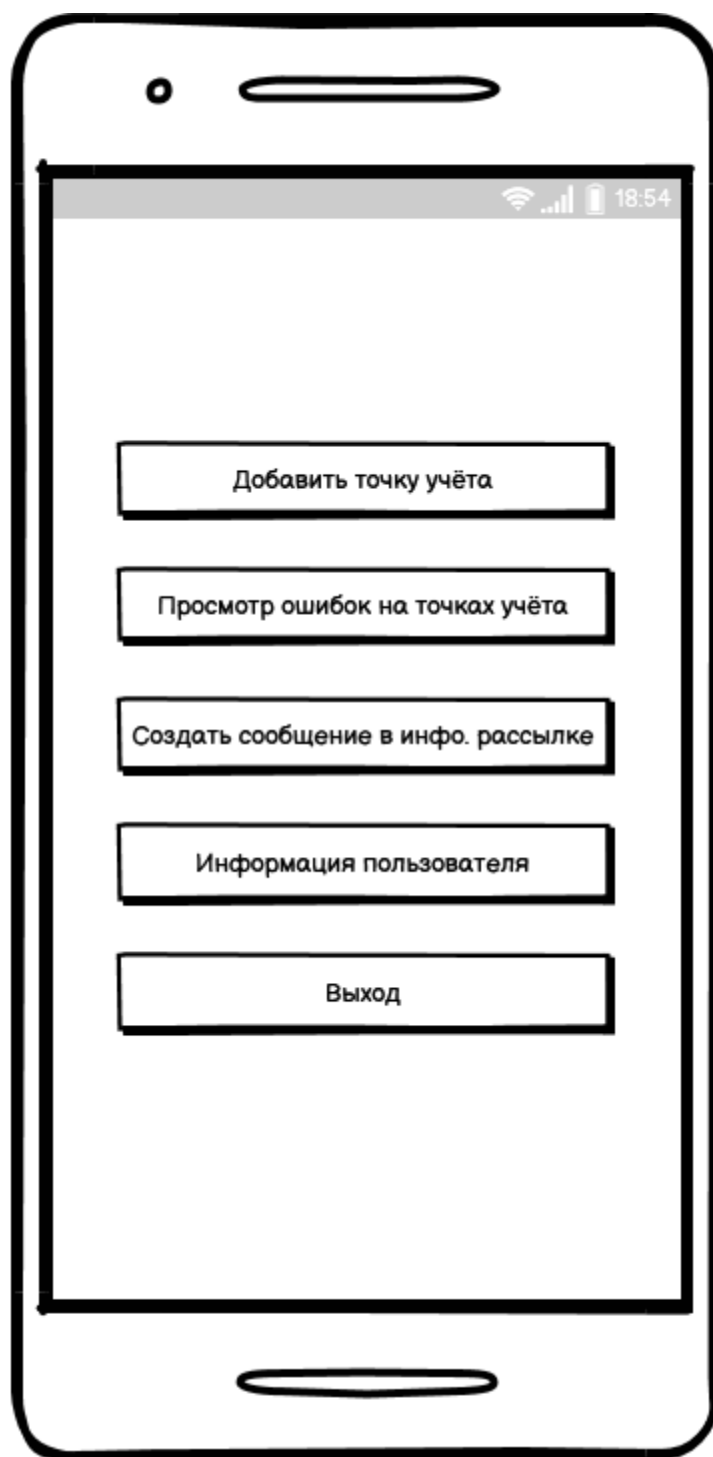 18:54
Добавить точку учёта
Просмотр ошибок на точках учёта
Создать сообщение в инфо. рассылке
Информация пользователя
Выход